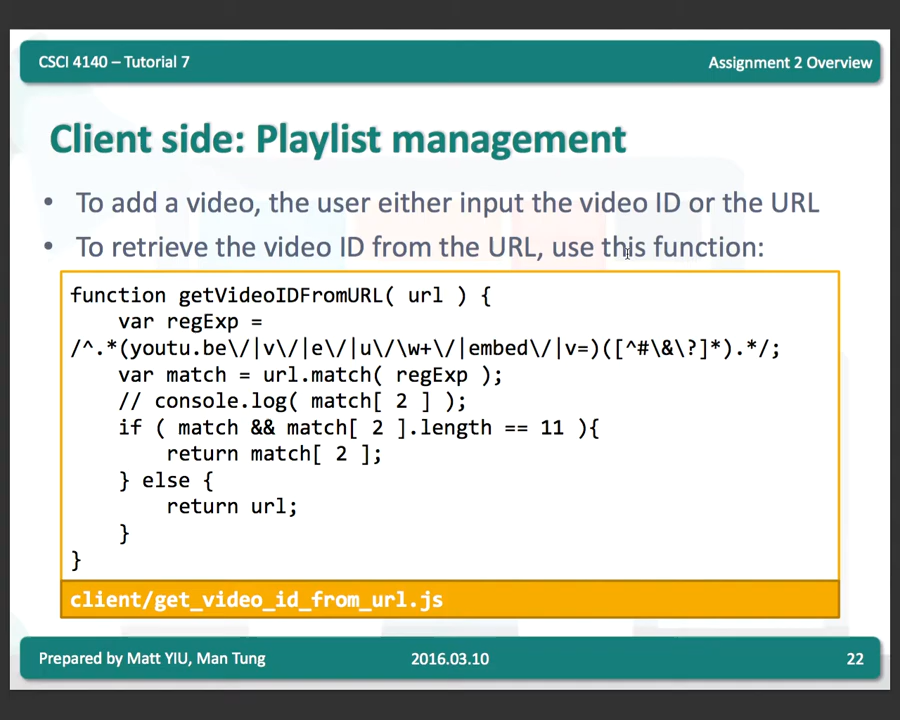 CSCI 4140 – Tutorial 7
Assignment 2 Overview
Client side: Playlist management
• To add a video, the user either input the video ID or the URL
• To retrieve the video ID from the URL, use this function:
function getVideoIDFromURL( url ) {
    var regExp =
/^.*(youtu.be\/|v\/|e\/|u\/\w+\/|embed\/|v=)([^#\&\?]*).*/;
    var match = url.match( regExp );
    // console.log( match[ 2 ] );
    if ( match && match[ 2 ].length == 11 ){
        return match[ 2 ];
    } else {
        return url;
    }
}
client/get_video_id_from_url.js
Prepared by Matt YIU, Man Tung
2016.03.10
22